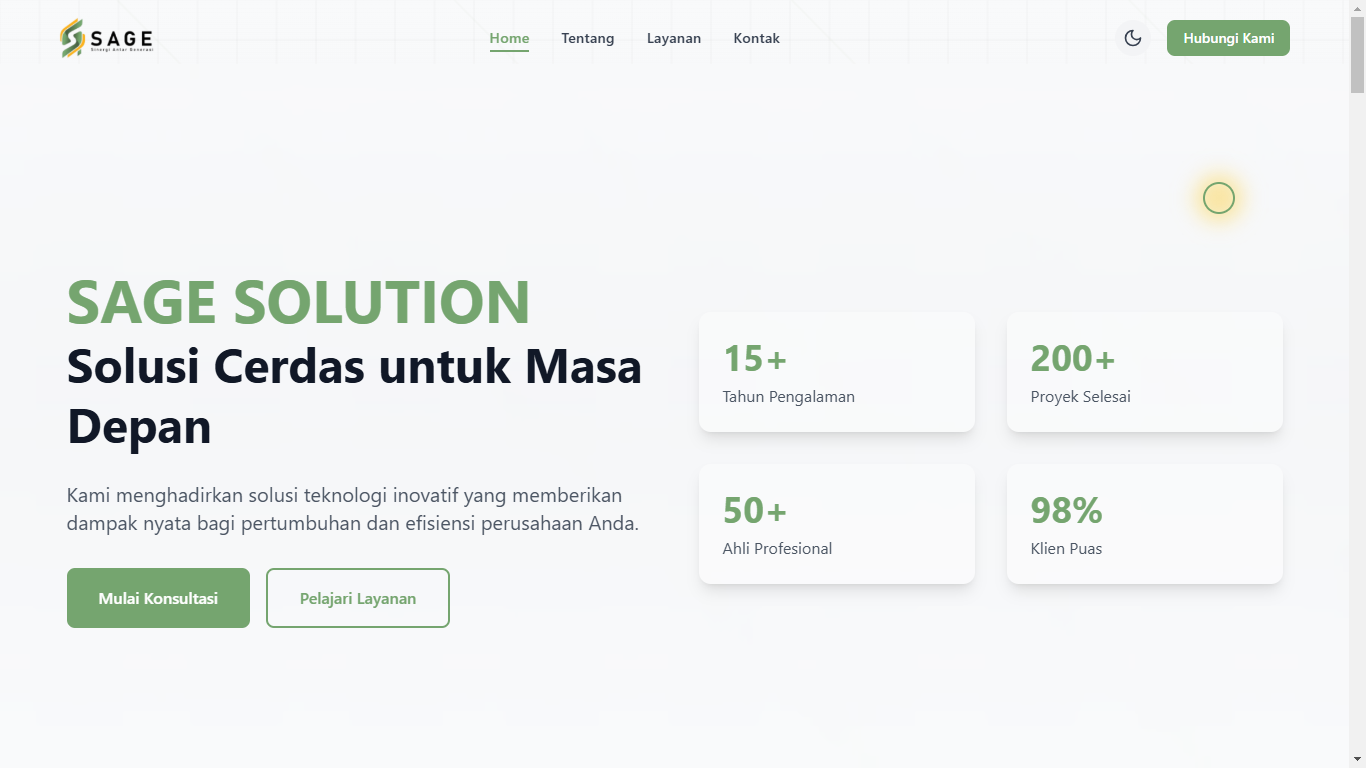 SAGE
Sinergi Antar Generasi
Home
Tentang
Layanan
Kontak
Hubungi Kami
SAGE SOLUTION
Solusi Cerdas untuk Masa
Depan
Kami menghadirkan solusi teknologi inovatif yang memberikan
dampak nyata bagi pertumbuhan dan efisiensi perusahaan Anda.
Mulai Konsultasi
Pelajari Layanan
15+
Tahun Pengalaman
200+
Proyek Selesai
50+
Ahli Profesional
98%
Klien Puas